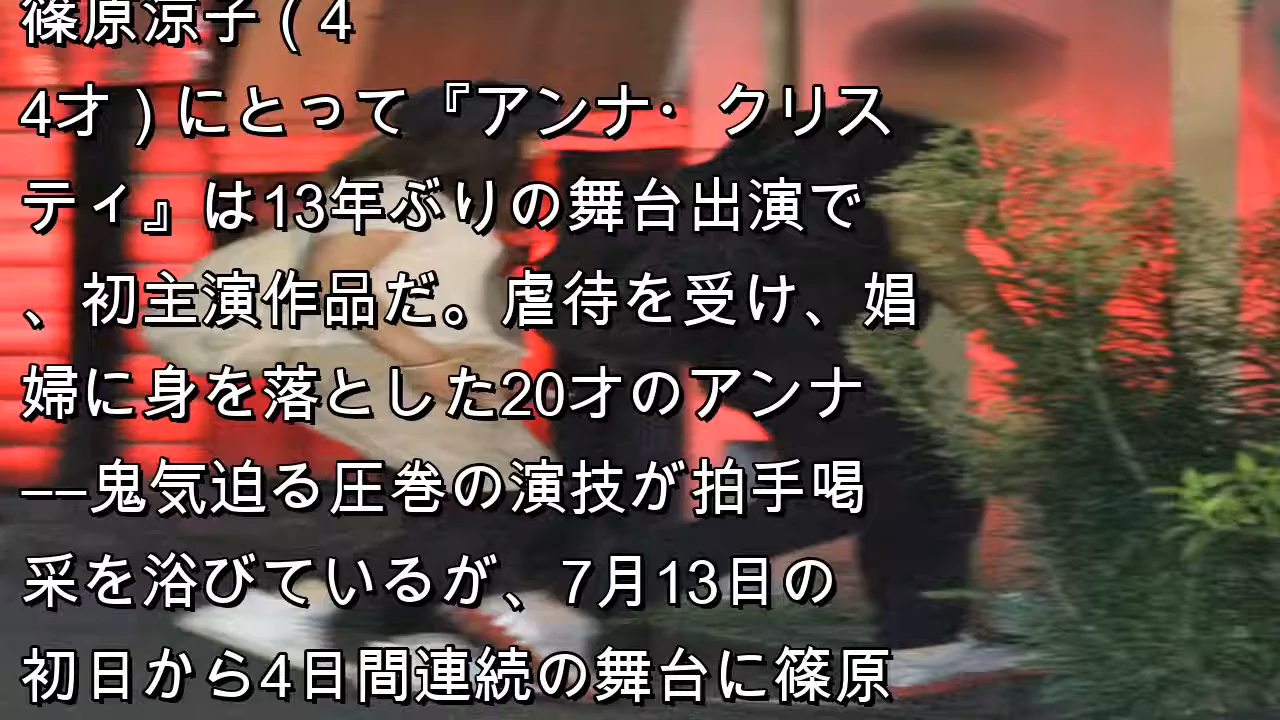 篠原涼子（４
4才）にとって『アンナ・クリス
ティ』は13年ぶりの舞台出演で
、初主演作品だ。虐待を受け、娼
婦に身を落とした20才のアンナ
――鬼気迫る圧巻の演技が拍手喝
采を浴びているが、7月13日の
初日から4日間連続の舞台に篠原